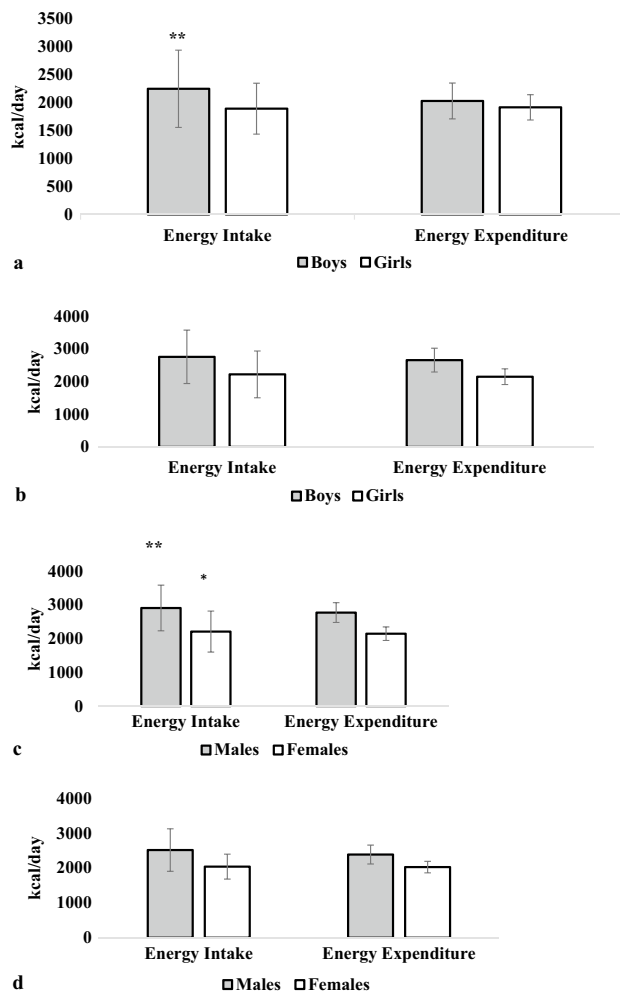 3500
**
3000
2500
2000
1500
1000
500
0
kcal/day
Energy Intake Energy Expenditure
a
Boys Girls
4000
3000
2000
1000
0
kcal/day
Energy Intake Energy Expenditure
b
Boys Girls
**
4000
*
3000
2000
1000
0
kcal/day
Energy Intake Energy Expenditure
c
Males Females
4000
3000
2000
1000
0
kcal/day
Energy Intake Energy Expenditure
d
Males Females